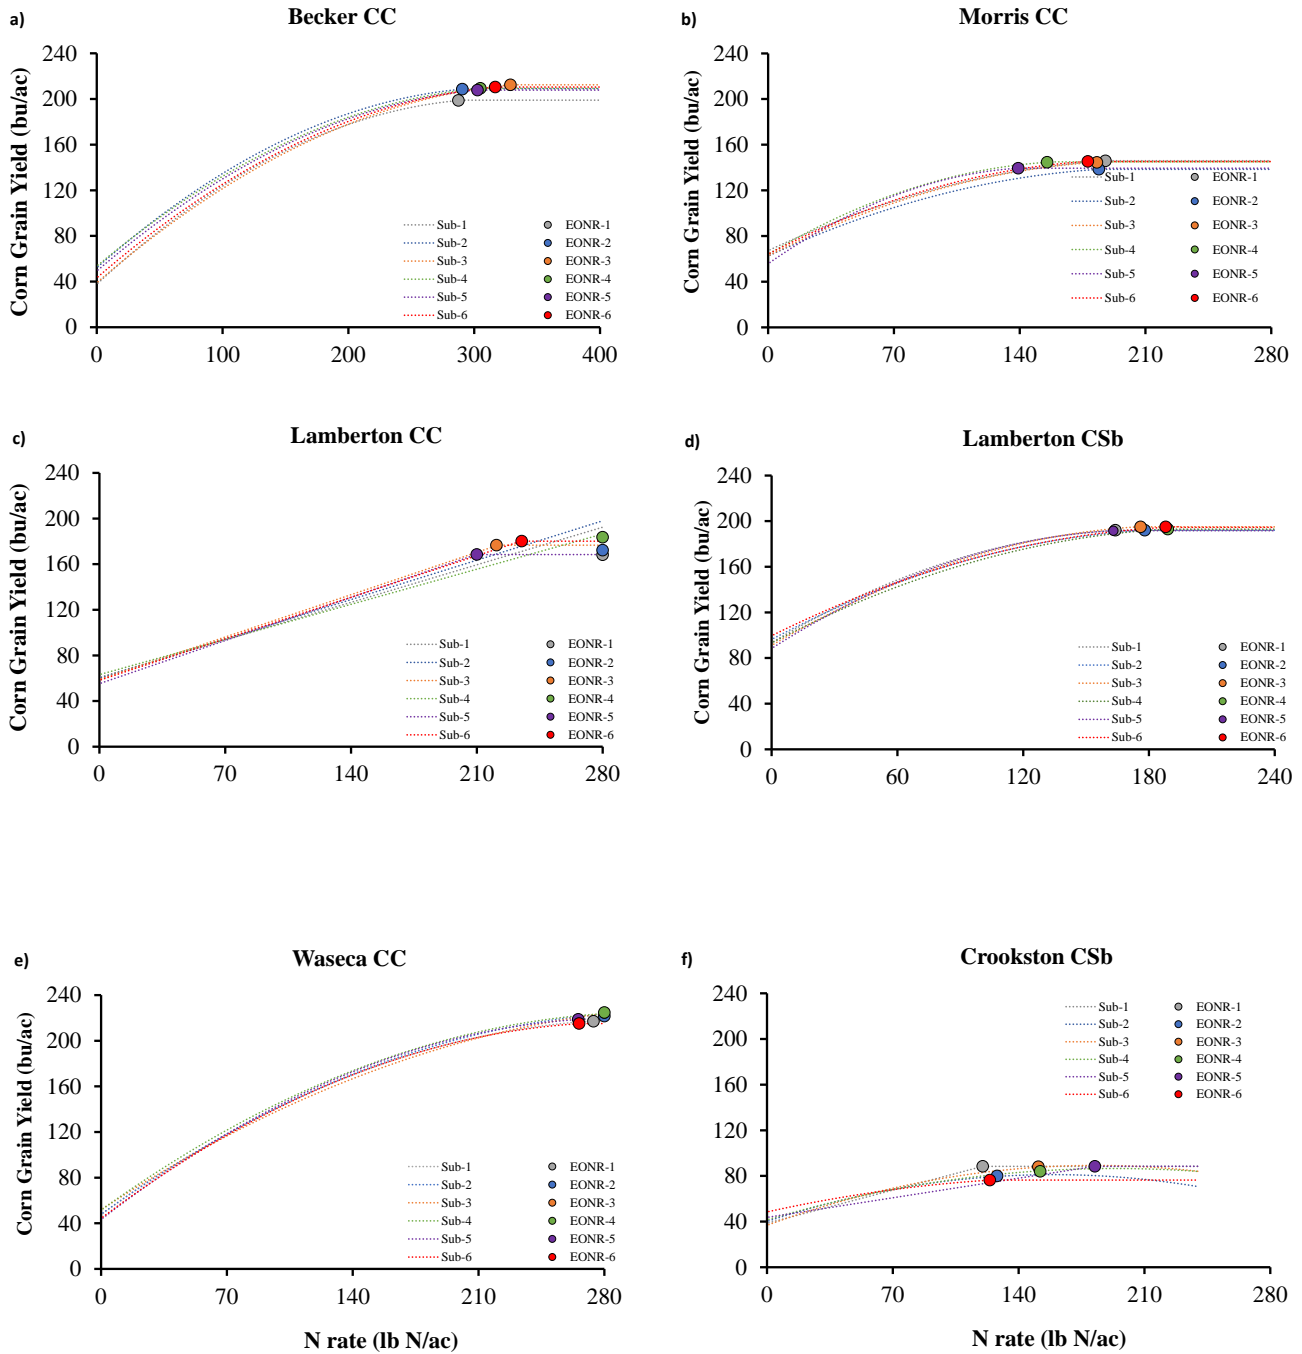 a)
Becker CC
Corn Grain Yield (bu/ac)
240
200
160
120
80
40
0
0 100 200 300 400
Sub-1 EONR-1
Sub-2 EONR-2
Sub-3 EONR-3
Sub-4 EONR-4
Sub-5 EONR-5
Sub-6 EONR-6
b)
Morris CC
Corn Grain Yield (bu/ac)
240
200
160
120
80
40
0
0 70 140 210 280
Sub-1 EONR-1
Sub-2 EONR-2
Sub-3 EONR-3
Sub-4 EONR-4
Sub-5 EONR-5
Sub-6 EONR-6
c)
Lamberton CC
Corn Grain Yield (bu/ac)
240
200
160
120
80
40
0
0 70 140 210 280
Sub-1 EONR-1
Sub-2 EONR-2
Sub-3 EONR-3
Sub-4 EONR-4
Sub-5 EONR-5
Sub-6 EONR-6
d)
Lamberton CSb
Corn Grain Yield (bu/ac)
240
200
160
120
80
40
0
0 60 120 180 240
Sub-1 EONR-1
Sub-2 EONR-2
Sub-3 EONR-3
Sub-4 EONR-4
Sub-5 EONR-5
Sub-6 EONR-6
e)
Waseca CC
Corn Grain Yield (bu/ac)
240
200
160
120
80
40
0
0 70 140 210 280
Sub-1 EONR-1
Sub-2 EONR-2
Sub-3 EONR-3
Sub-4 EONR-4
Sub-5 EONR-5
Sub-6 EONR-6
N rate (lb N/ac)
f)
Crookston CSb
240
200
160
120
80
40
0
0 70 140 210 280
Sub-1 EONR-1
Sub-2 EONR-2
Sub-3 EONR-3
Sub-4 EONR-4
Sub-5 EONR-5
Sub-6 EONR-6
N rate (lb N/ac)